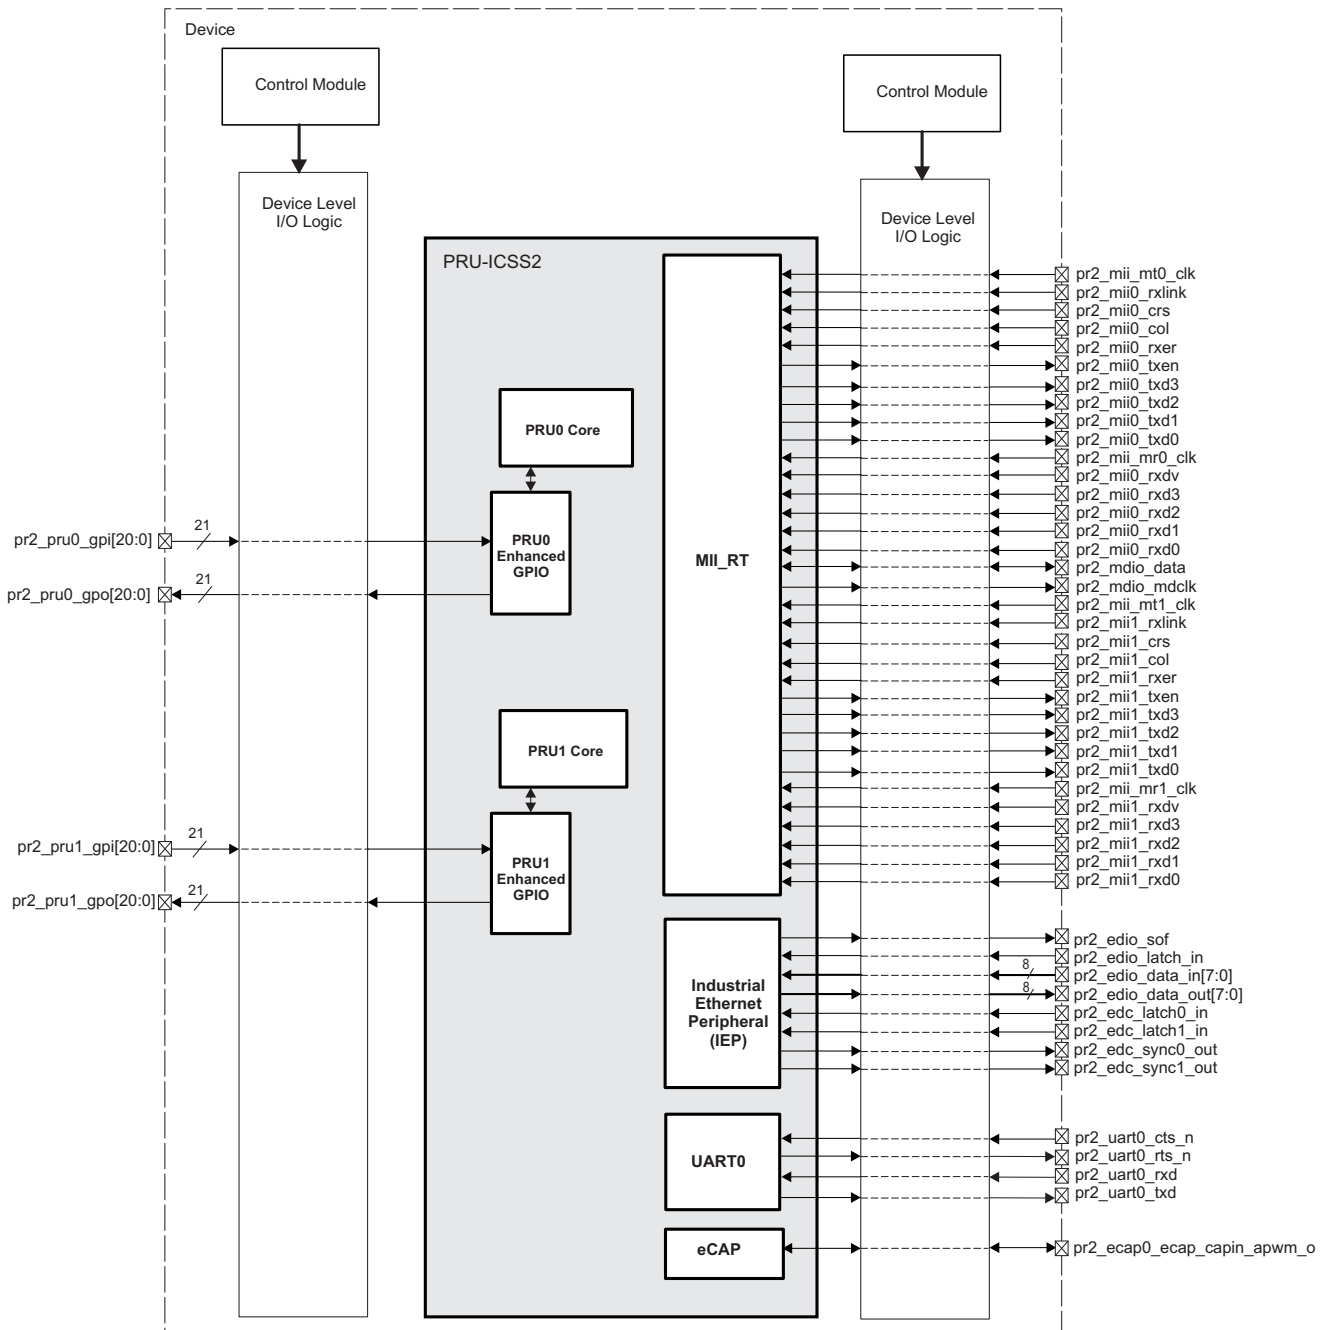 Device
Control Module
Control Module
Device Level
I/O Logic
Device Level
I/O Logic
PRU-ICSS2
PRU0 Core
PRU0
Enhanced
GPIO
PRU1 Core
PRU1
Enhanced
GPIO
MII_RT
Industrial
Ethernet
Peripheral
(IEP)
UART0
eCAP
pr2_pru0_gpi[20:0]
21
pr2_pru0_gpo[20:0]
21
pr2_pru1_gpi[20:0]
21
pr2_pru1_gpo[20:0]
21
pr2_mii_mt0_clk
pr2_mii0_rxlink
pr2_mii0_crs
pr2_mii0_col
pr2_mii0_rxer
pr2_mii0_txen
pr2_mii0_txd3
pr2_mii0_txd2
pr2_mii0_txd1
pr2_mii0_txd0
pr2_mii_mr0_clk
pr2_mii0_rxdv
pr2_mii0_rxd3
pr2_mii0_rxd2
pr2_mii0_rxd1
pr2_mii0_rxd0
pr2_mdio_data
pr2_mdio_mdclk
pr2_mii_mt1_clk
pr2_mii1_rxlink
pr2_mii1_crs
pr2_mii1_col
pr2_mii1_rxer
pr2_mii1_txen
pr2_mii1_txd3
pr2_mii1_txd2
pr2_mii1_txd1
pr2_mii1_txd0
pr2_mii_mr1_clk
pr2_mii1_rxdv
pr2_mii1_rxd3
pr2_mii1_rxd2
pr2_mii1_rxd1
pr2_mii1_rxd0
pr2_edio_sof
pr2_edio_latch_in
8
pr2_edio_data_in[7:0]
8
pr2_edio_data_out[7:0]
pr2_edc_latch0_in
pr2_edc_latch1_in
pr2_edc_sync0_out
pr2_edc_sync1_out
pr2_uart0_cts_n
pr2_uart0_rts_n
pr2_uart0_rxd
pr2_uart0_txd
pr2_ecap0_ecap_capin_apwm_o